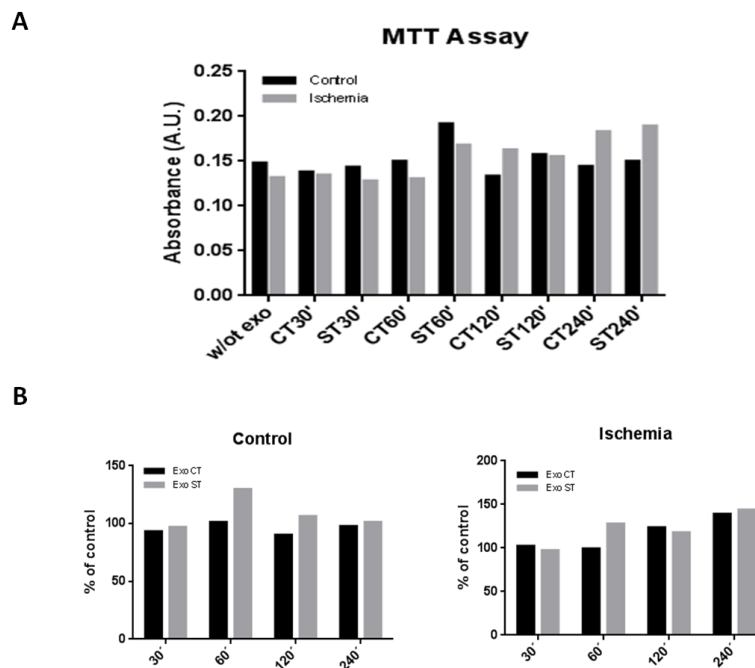 A
MTT Assay
Absorbance (A.U.)
0.25
0.20
0.15
0.10
0.05
0.00
Control
Ischemia
w/ot exo
CT30'
ST30'
CT60'
ST60'
CT120'
ST120'
CT240'
ST240'
B
Control
% of control
150
100
50
0
Exo CT
Exo ST
30'
60'
120'
240'
Ischemia
% of control
200
150
100
50
0
Exo CT
Exo ST
30'
60'
120'
240'